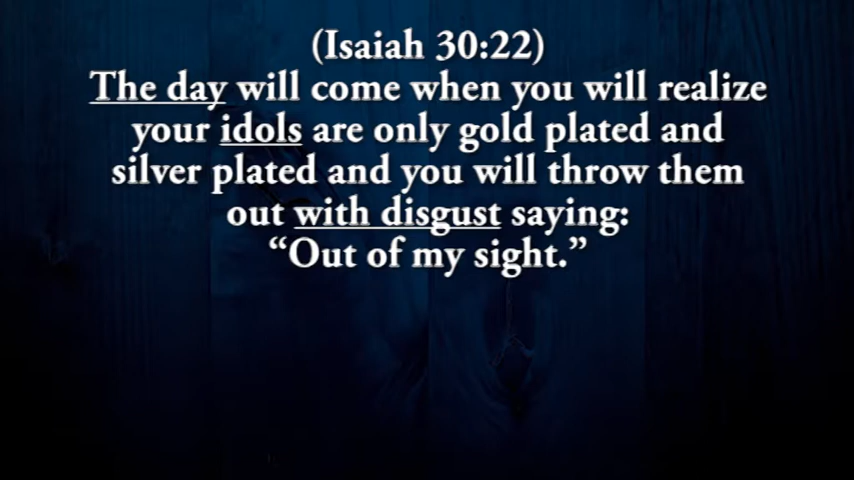 (Isaiah 30:22)
The day will come when you will realize
your idols are only gold plated and
silver plated and you will throw them
out with disgust saying:
“Out of my sight.”